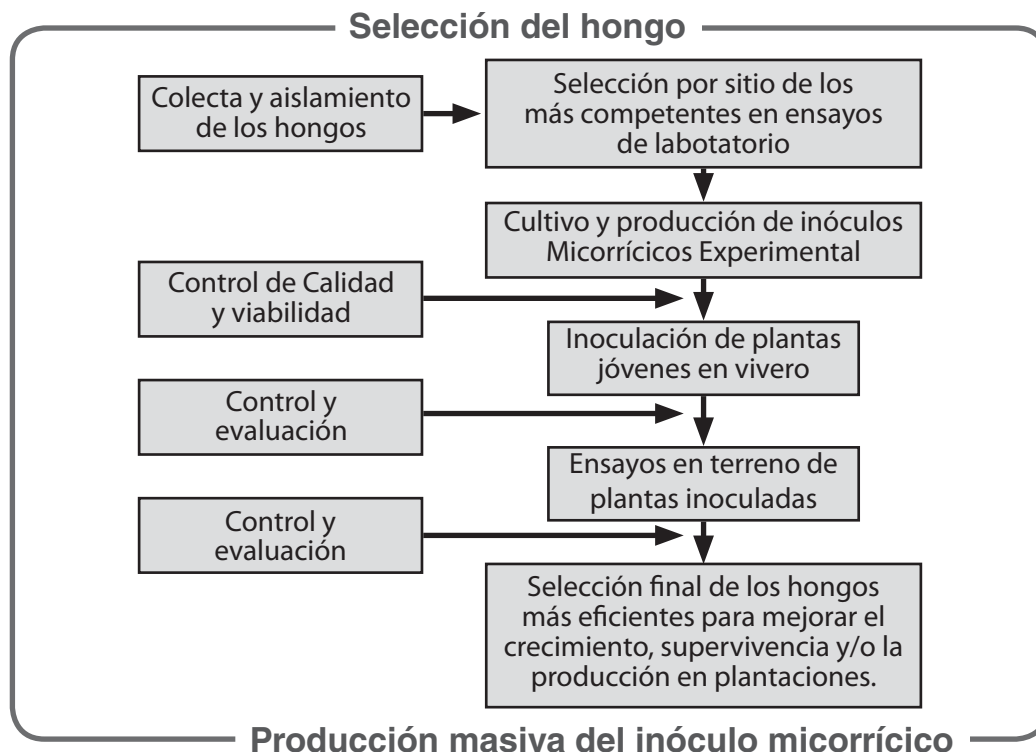 Selección del hongo
Colecta y aislamiento
de los hongos
Selección por sitio de los
más competentes en ensayos
de labotatorio
Cultivo y producción de inóculos
Micorrícicos Experimental
Control de Calidad
y viabilidad
Inoculación de plantas
jóvenes en vivero
Control y
evaluación
Ensayos en terreno de
plantas inoculadas
Control y
evaluación
Selección final de los hongos
más eficientes para mejorar el
crecimiento, supervivencia y/o la
producción en plantaciones.
Producción masiva del inóculo micorrícico